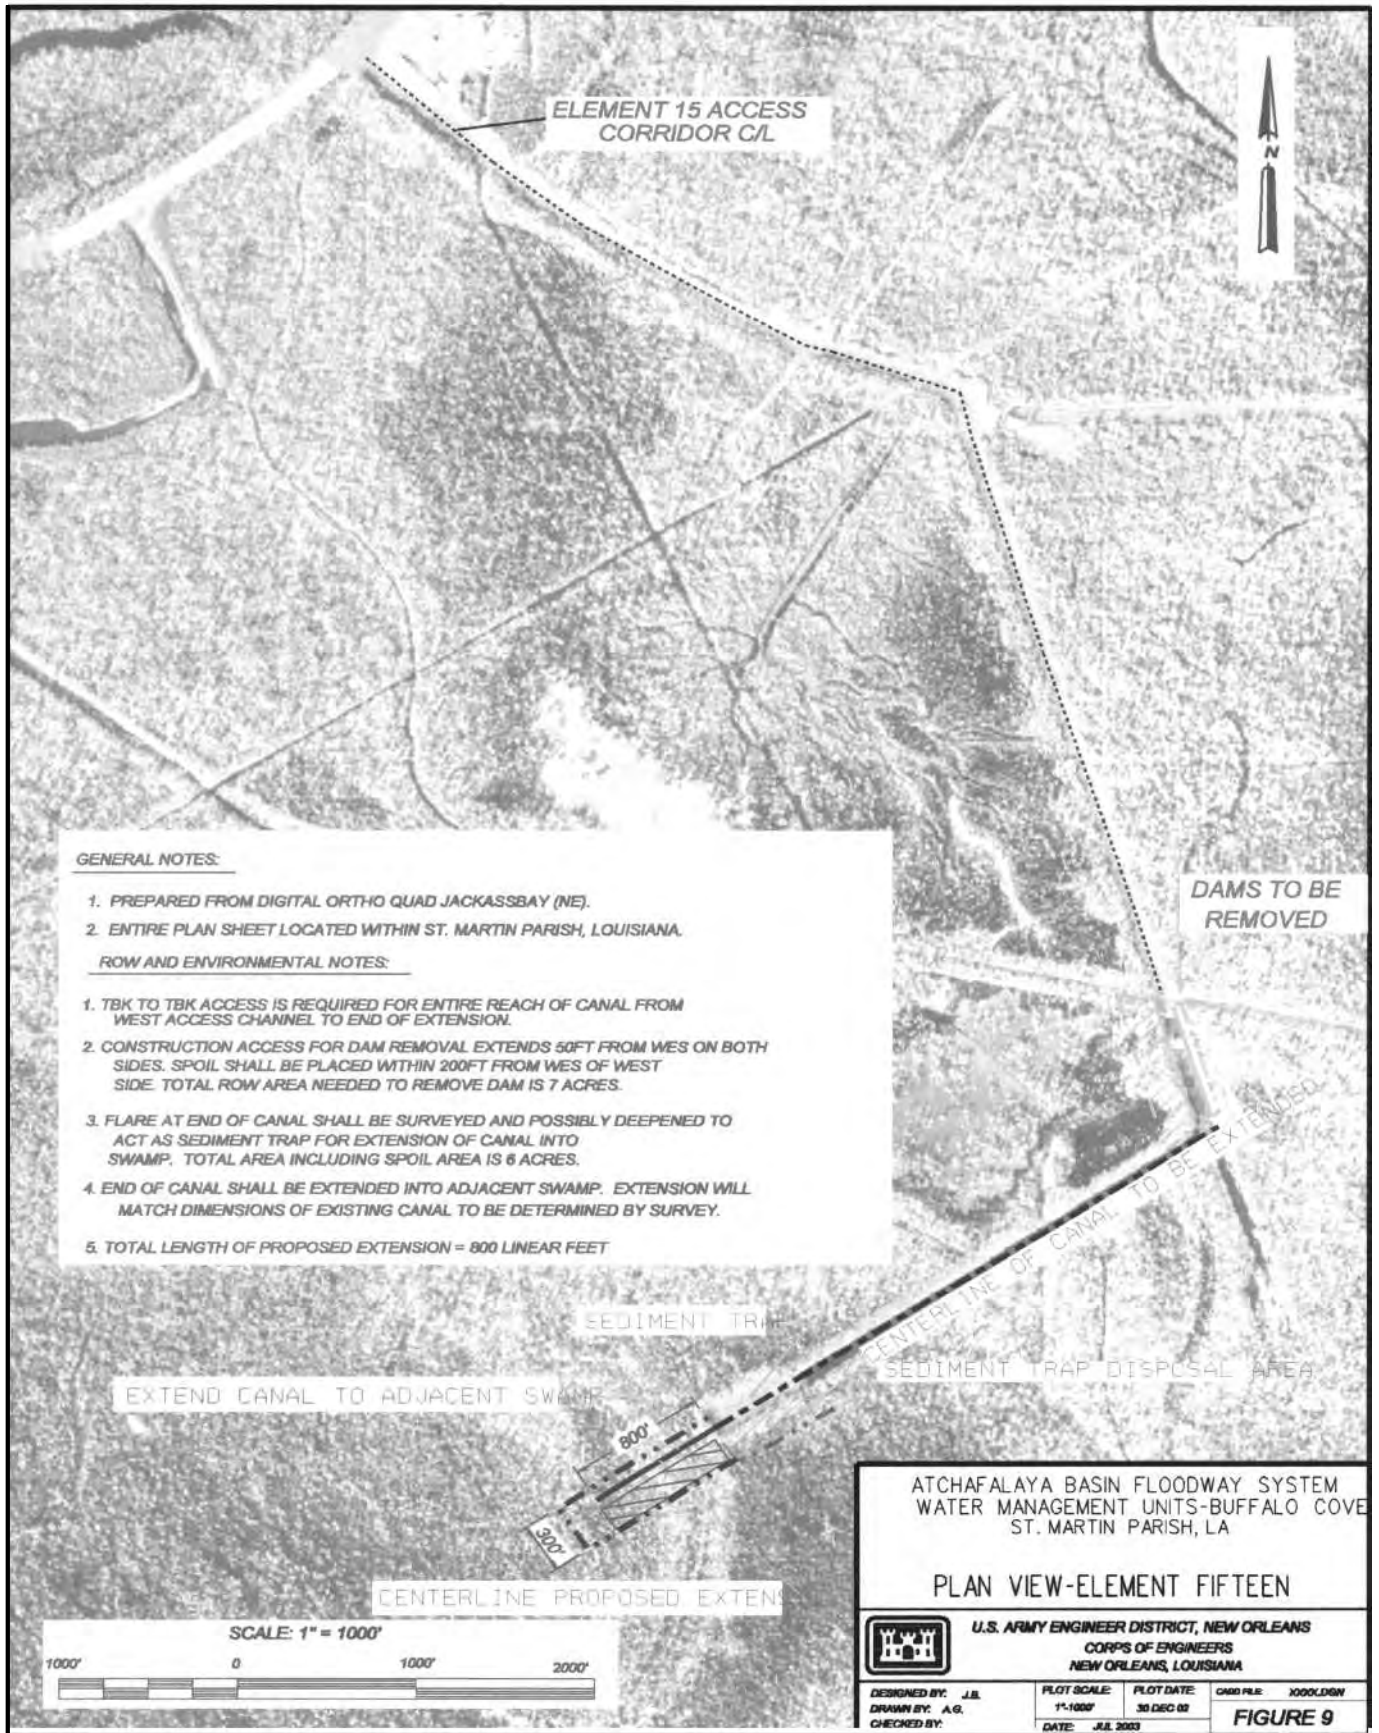 ELEMENT 15 ACCESS
CORRIDOR C/L
N
DAMS TO BE
REMOVED
GENERAL NOTES:
1. PREPARED FROM DIGITAL ORTHO QUAD JACKASSBAY (NE).
2. ENTIRE PLAN SHEET LOCATED WITHIN ST. MARTIN PARISH, LOUISIANA.
ROW AND ENVIRONMENTAL NOTES:
1. TBK TO TBK ACCESS IS REQUIRED FOR ENTIRE REACH OF CANAL FROM
WEST ACCESS CHANNEL TO END OF EXTENSION.
2. CONSTRUCTION ACCESS FOR DAM REMOVAL EXTENDS 50FT FROM WES ON BOTH
SIDES. SPOIL SHALL BE PLACED WITHIN 200FT FROM WES OF WEST
SIDE. TOTAL ROW AREA NEEDED TO REMOVE DAM IS 7 ACRES.
3. FLARE AT END OF CANAL SHALL BE SURVEYED AND POSSIBLY DEEPENED TO
ACT AS SEDIMENT TRAP FOR EXTENSION OF CANAL INTO
SWAMP. TOTAL AREA INCLUDING SPOIL AREA IS 6 ACRES.
4. END OF CANAL SHALL BE EXTENDED INTO ADJACENT SWAMP. EXTENSION WILL
MATCH DIMENSIONS OF EXISTING CANAL TO BE DETERMINED BY SURVEY.
5. TOTAL LENGTH OF PROPOSED EXTENSION = 800 LINEAR FEET
CENTERLINE OF CANAL TO BE EXTENDED
SEDIMENT TRAP
SEDIMENT TRAP DISPOSAL AREA
EXTEND CANAL TO ADJACENT SWAMP
800'
300'
CENTERLINE PROPOSED EXTENS
SCALE: 1" = 1000'
1000' 0 1000' 2000'
ATCHAFALAYA BASIN FLOODWAY SYSTEM
WATER MANAGEMENT UNITS-BUFFALO COVE
ST. MARTIN PARISH, LA
PLAN VIEW-ELEMENT FIFTEEN
U.S. ARMY ENGINEER DISTRICT, NEW ORLEANS
CORPS OF ENGINEERS
NEW ORLEANS, LOUISIANA
DESIGNED BY: J.B.
DRAWN BY: A.G.
CHECKED BY:
PLOT SCALE:
1"-1000'
PLOT DATE:
30 DEC 02
DATE: JUL 2003
CADD FILE: XXXX.DGN
FIGURE 9